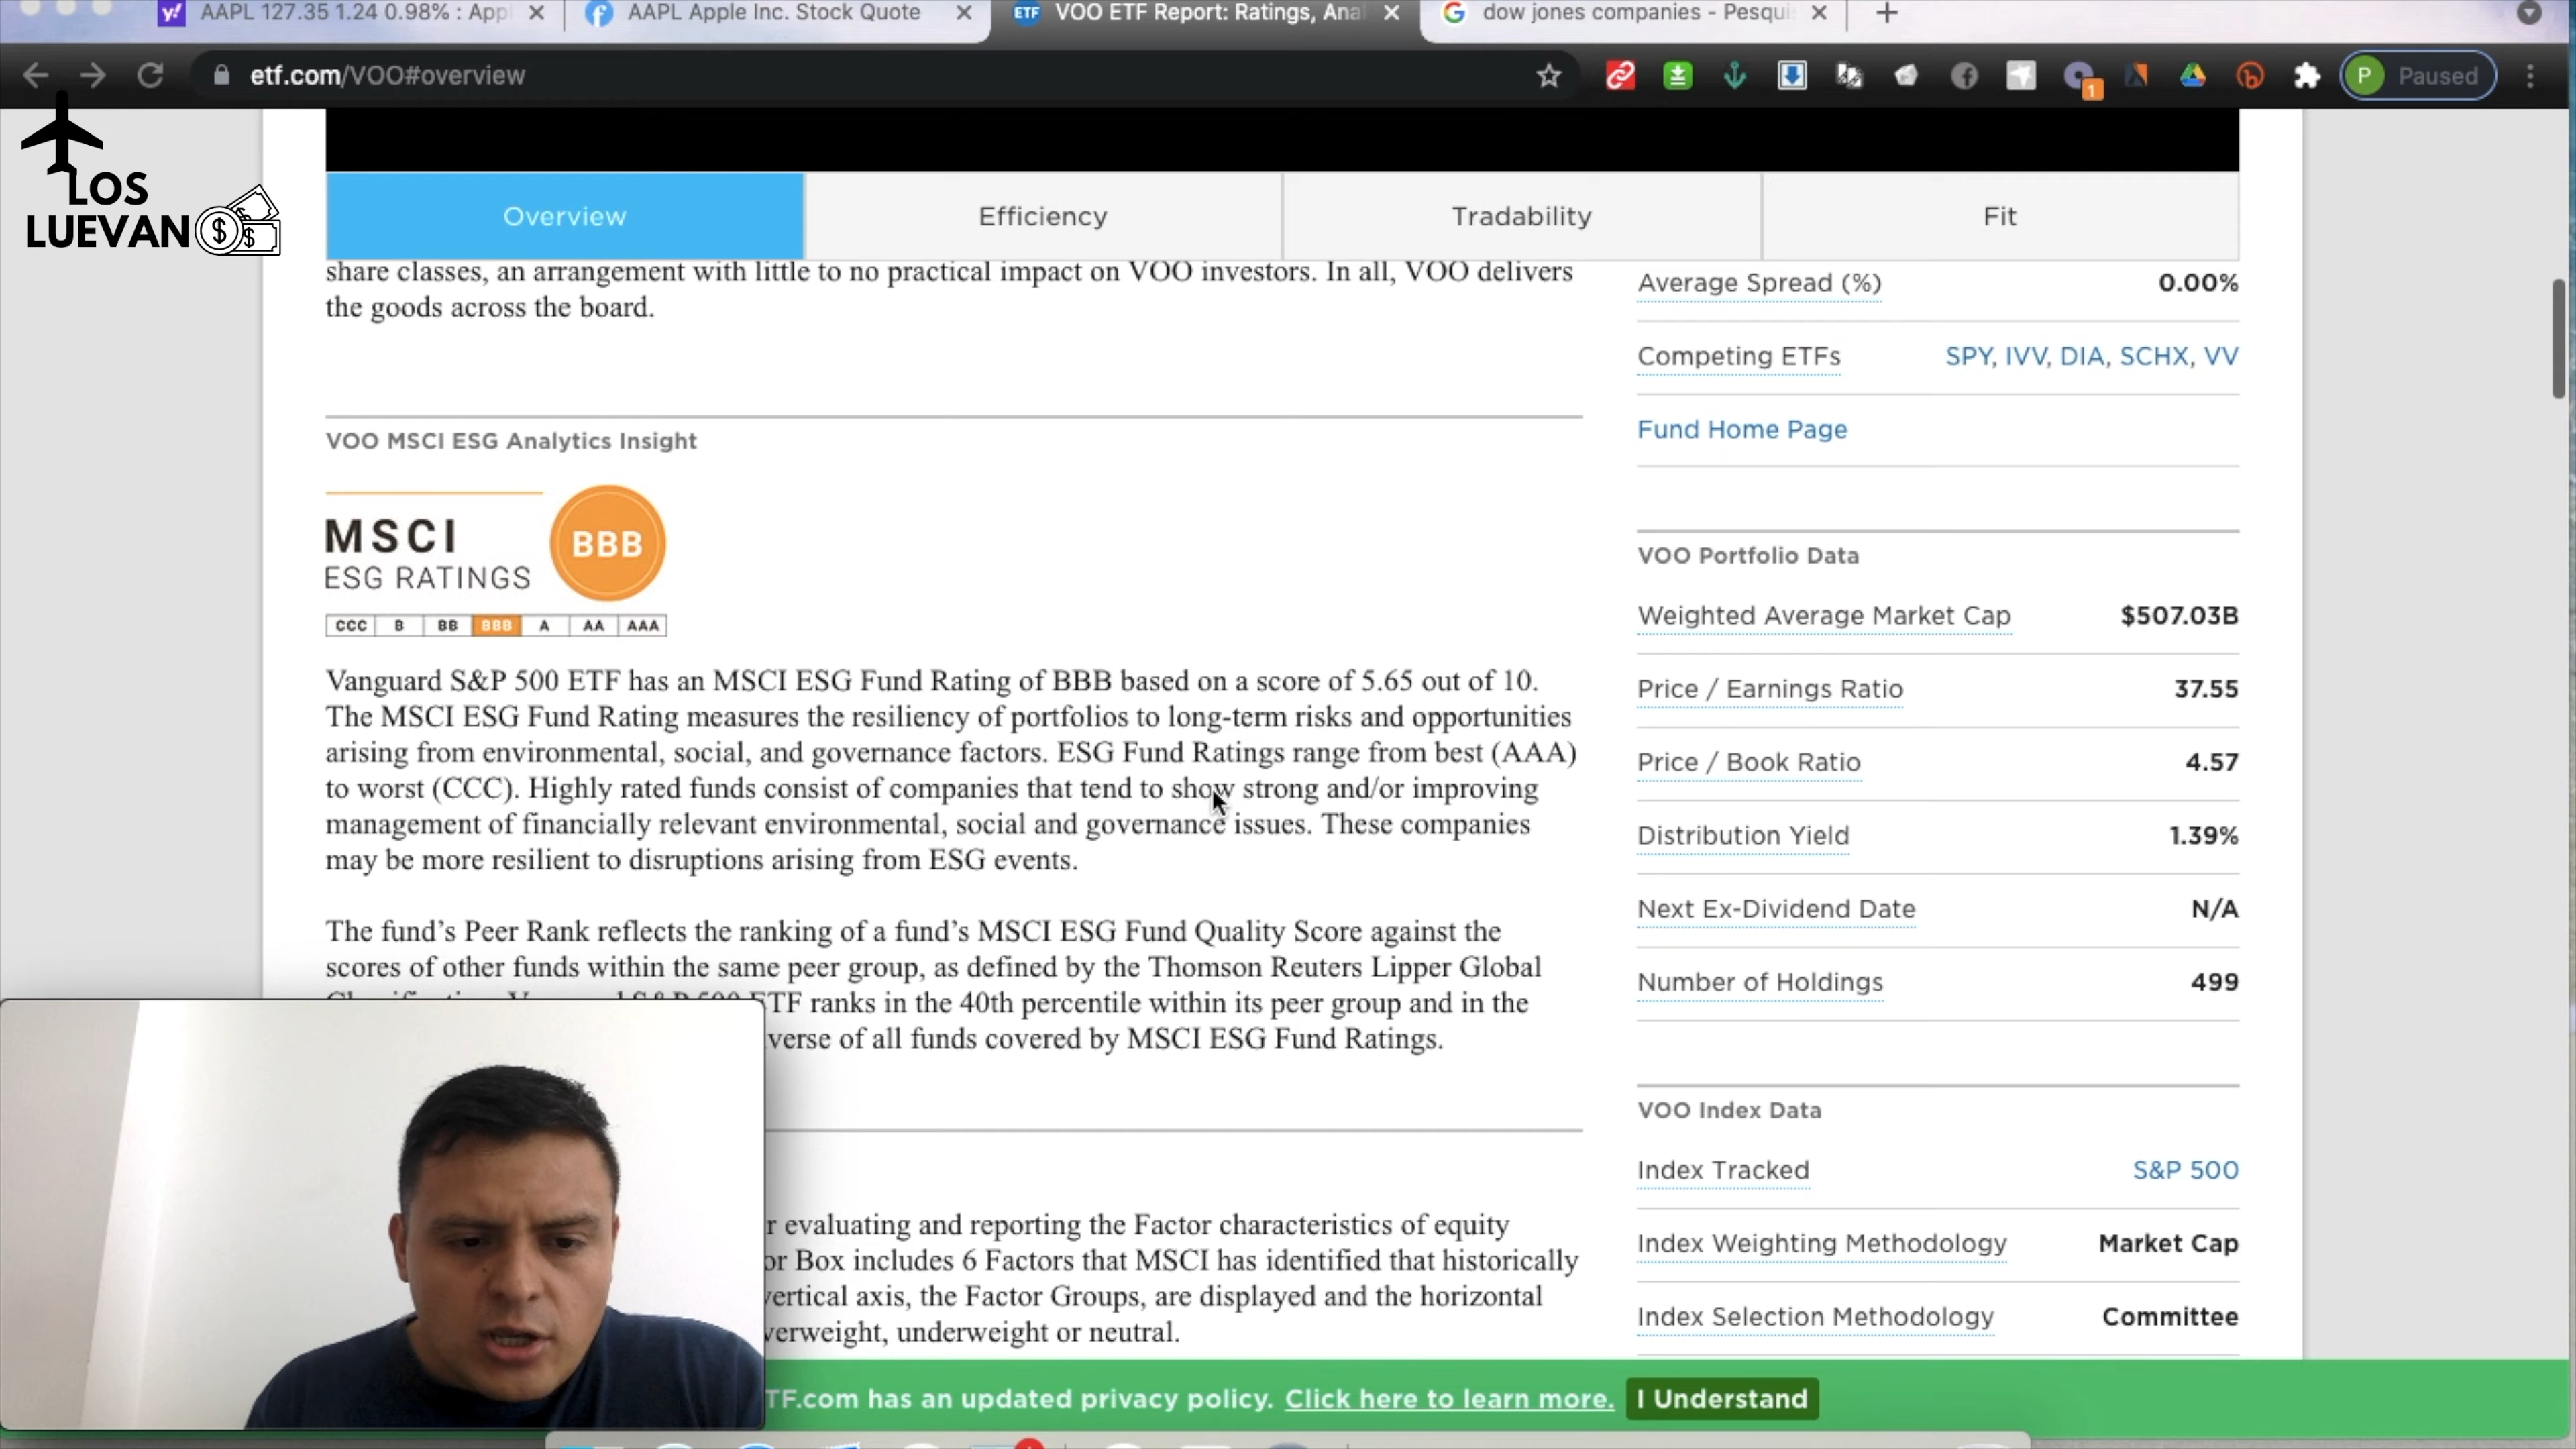 AAPL 127.35 1.24 0.98% : Appl
AAPL Apple Inc. Stock Quote
ETF VOO ETF Report: Ratings, Ana
dow jones companies - Pesqui
etf.com/VOO#overview
1
P Paused
LOS
LUEVAN
Overview
Efficiency
Tradability
Fit
share classes, an arrangement with little to no practical impact on VOO investors. In all, VOO delivers
the goods across the board.
VOO MSCI ESG Analytics Insight
MSCI
ESG RATINGS
BBB
CCC B BB BBB A AA AAA
Vanguard S&P 500 ETF has an MSCI ESG Fund Rating of BBB based on a score of 5.65 out of 10.
The MSCI ESG Fund Rating measures the resiliency of portfolios to long-term risks and opportunities
arising from environmental, social, and governance factors. ESG Fund Ratings range from best (AAA)
to worst (CCC). Highly rated funds consist of companies that tend to show strong and/or improving
management of financially relevant environmental, social and governance issues. These companies
may be more resilient to disruptions arising from ESG events.
The fund’s Peer Rank reflects the ranking of a fund’s MSCI ESG Fund Quality Score against the
scores of other funds within the same peer group, as defined by the Thomson Reuters Lipper Global
S&P 500 ETF ranks in the 40th percentile within its peer group and in the
verse of all funds covered by MSCI ESG Fund Ratings.
r evaluating and reporting the Factor characteristics of equity
or Box includes 6 Factors that MSCI has identified that historically
vertical axis, the Factor Groups, are displayed and the horizontal
verweight, underweight or neutral.
Average Spread (%) 0.00%
Competing ETFs SPY, IVV, DIA, SCHX, VV
Fund Home Page
VOO Portfolio Data
Weighted Average Market Cap $507.03B
Price / Earnings Ratio 37.55
Price / Book Ratio 4.57
Distribution Yield 1.39%
Next Ex-Dividend Date N/A
Number of Holdings 499
VOO Index Data
Index Tracked S&P 500
Index Weighting Methodology Market Cap
Index Selection Methodology Committee
TF.com has an updated privacy policy. Click here to learn more. I Understand